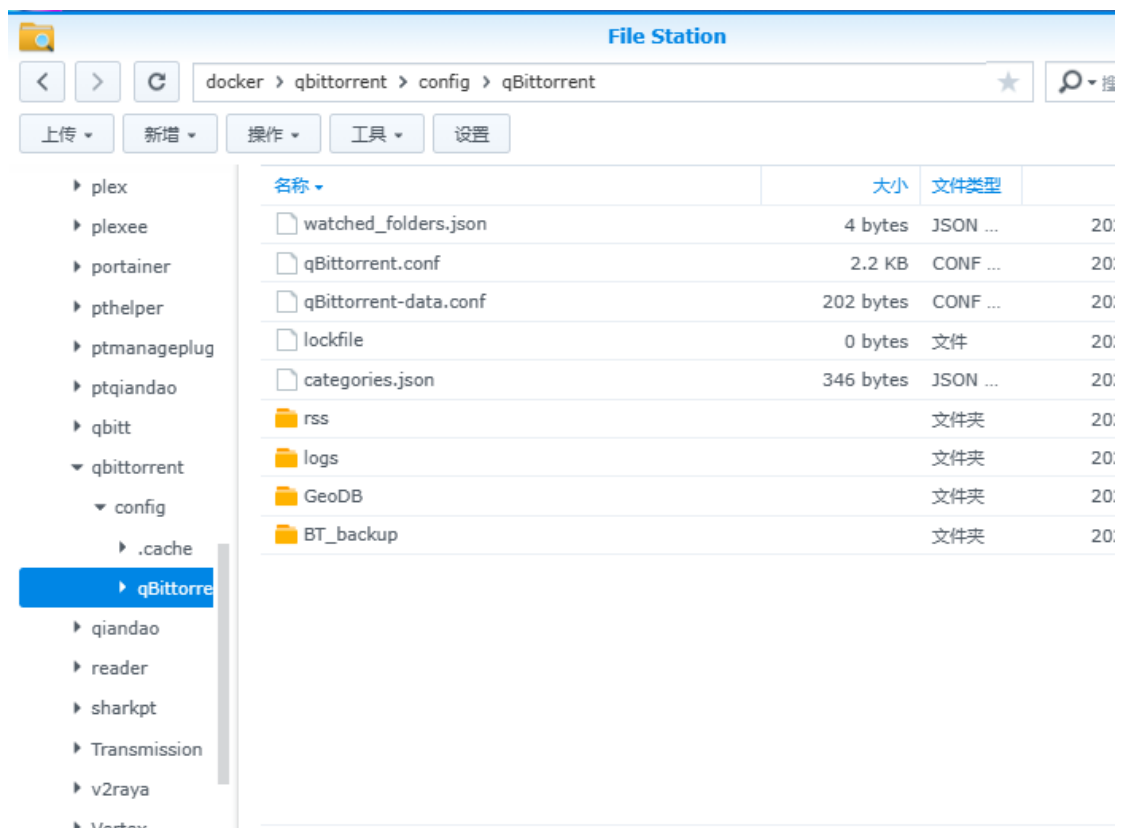 File Station
docker > qbittorrent > config > qBittorrent
上传 新增 操作 工具 设置
plex
plexee
portainer
pthelper
ptmanageplug
ptqiandao
qbitt
qbittorrent
config
.cache
qBittorre
qiandao
reader
sharkpt
Transmission
v2raya
名称 大小 文件类型
watched_folders.json 4 bytes JSON ...
qBittorrent.conf 2.2 KB CONF ...
qBittorrent-data.conf 202 bytes CONF ...
lockfile 0 bytes 文件
categories.json 346 bytes JSON ...
rss 文件夹
logs 文件夹
GeoDB 文件夹
BT_backup 文件夹